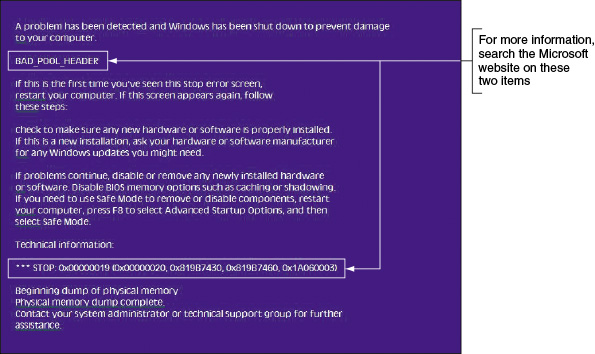 A problem has been detected and Windows has been shut down to prevent damage
to your computer.
BAD_POOL_HEADER
If this is the first time you've seen this Stop error screen,
restart your computer. If this screen appears again, follow
these steps:
Check to make sure any new hardware or software is properly installed.
If this is a new installation, ask your hardware or software manufacturer
for any Windows updates you might need.
If problems continue, disable or remove any newly installed hardware
or software. Disable BIOS memory options such as caching or shadowing.
If you need to use Safe Mode to remove or disable components, restart
your computer, press F8 to select Advanced Startup Options, and then
select Safe Mode.
Technical information:
*** STOP: 0x00000019 (0x00000020, 0x819B7430, 0x819B7460, 0x1A060003)
Beginning dump of physical memory
Physical memory dump complete.
Contact your system administrator or technical support group for further
assistance.
For more information,
search the Microsoft
website on these
two items